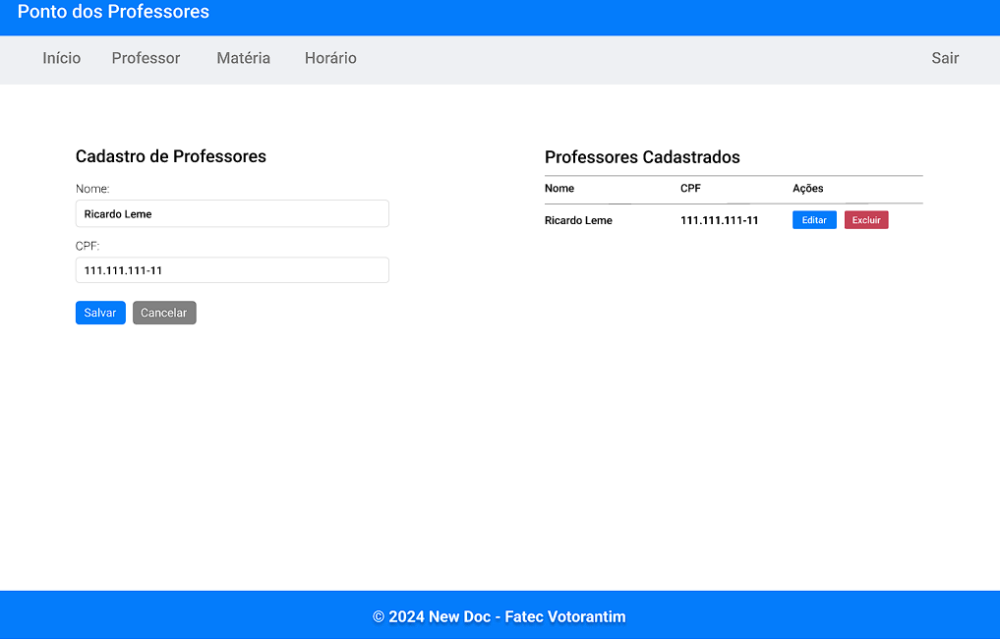 Ponto dos Professores
Início Professor Matéria Horário Sair
Cadastro de Professores
Nome:
Ricardo Leme
CPF:
111.111.111-11
Salvar Cancelar
Professores Cadastrados
Nome CPF Ações
Ricardo Leme 111.111.111-11 Editar Excluir
© 2024 New Doc - Fatec Votorantim